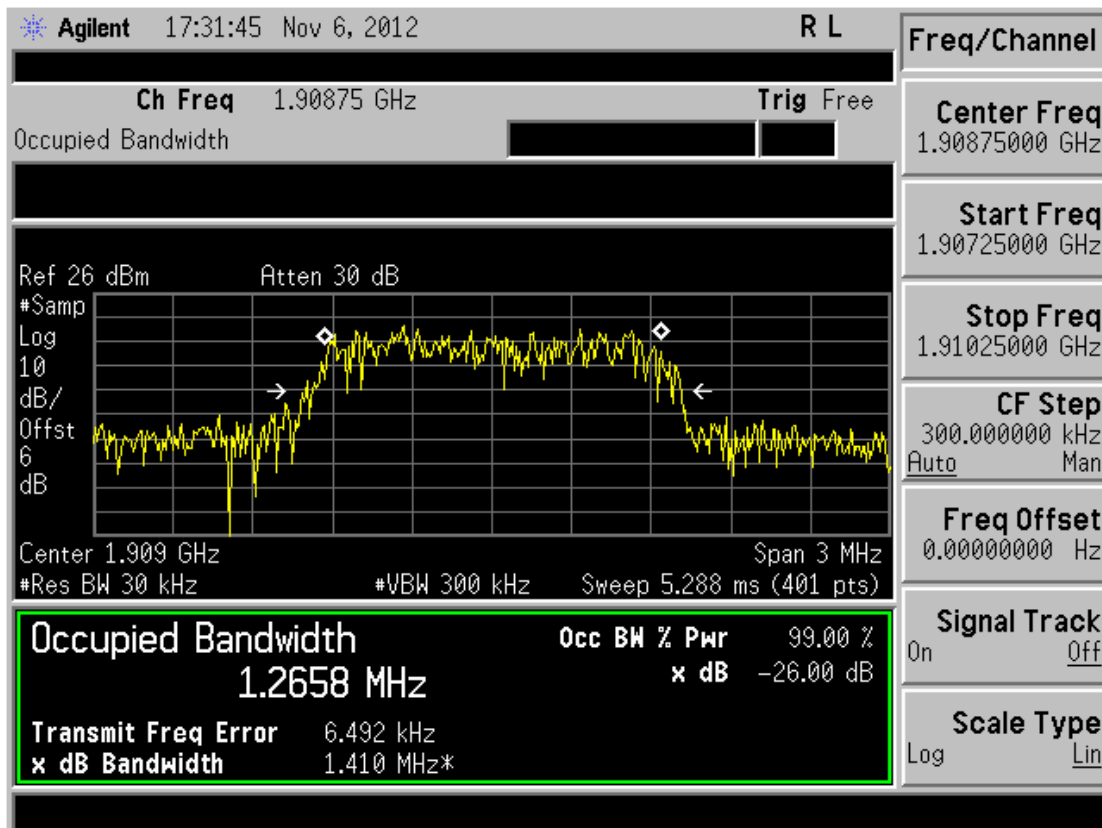 Agilent 17:31:45 Nov 6, 2012 R L
Ch Freq 1.90875 GHz Trig Free
Occupied Bandwidth
Ref 26 dBm Atten 30 dB
#Samp
Log
10
dB/
Offst
6
dB
Center 1.909 GHz Span 3 MHz
#Res BW 30 kHz #VBW 300 kHz Sweep 5.288 ms (401 pts)
Occupied Bandwidth Occ BW % Pwr 99.00 %
1.2658 MHz x dB -26.00 dB
Transmit Freq Error 6.492 kHz
x dB Bandwidth 1.410 MHz*
Freq/Channel
Center Freq
1.90875000 GHz
Start Freq
1.90725000 GHz
Stop Freq
1.91025000 GHz
CF Step
300.000000 kHz
Auto Man
Freq Offset
0.00000000 Hz
Signal Track
On Off
Scale Type
Log Lin